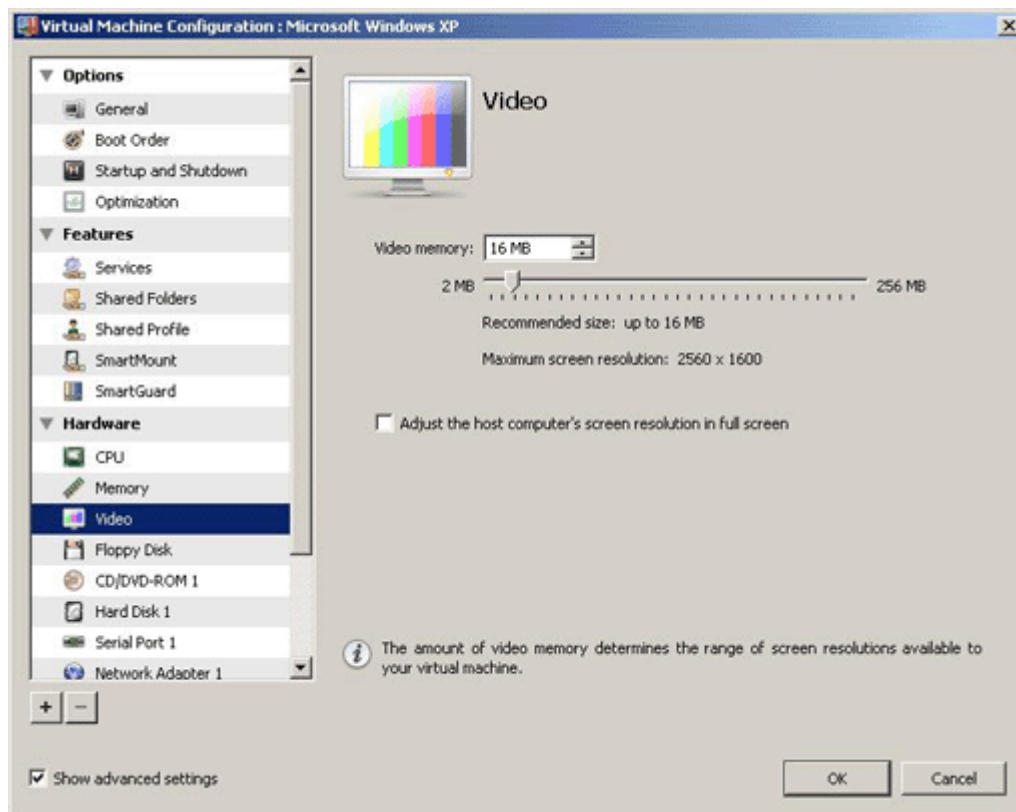 Virtual Machine Configuration : Microsoft Windows XP
Options
General
Boot Order
Startup and Shutdown
Optimization
Features
Services
Shared Folders
Shared Profile
SmartMount
SmartGuard
Hardware
CPU
Memory
Video
Floppy Disk
CD/DVD-ROM 1
Hard Disk 1
Serial Port 1
Network Adapter 1
+ −
Show advanced settings
Video
Video memory: 16 MB
2 MB 256 MB
Recommended size: up to 16 MB
Maximum screen resolution: 2560 x 1600
Adjust the host computer's screen resolution in full screen
The amount of video memory determines the range of screen resolutions available to
your virtual machine.
OK Cancel